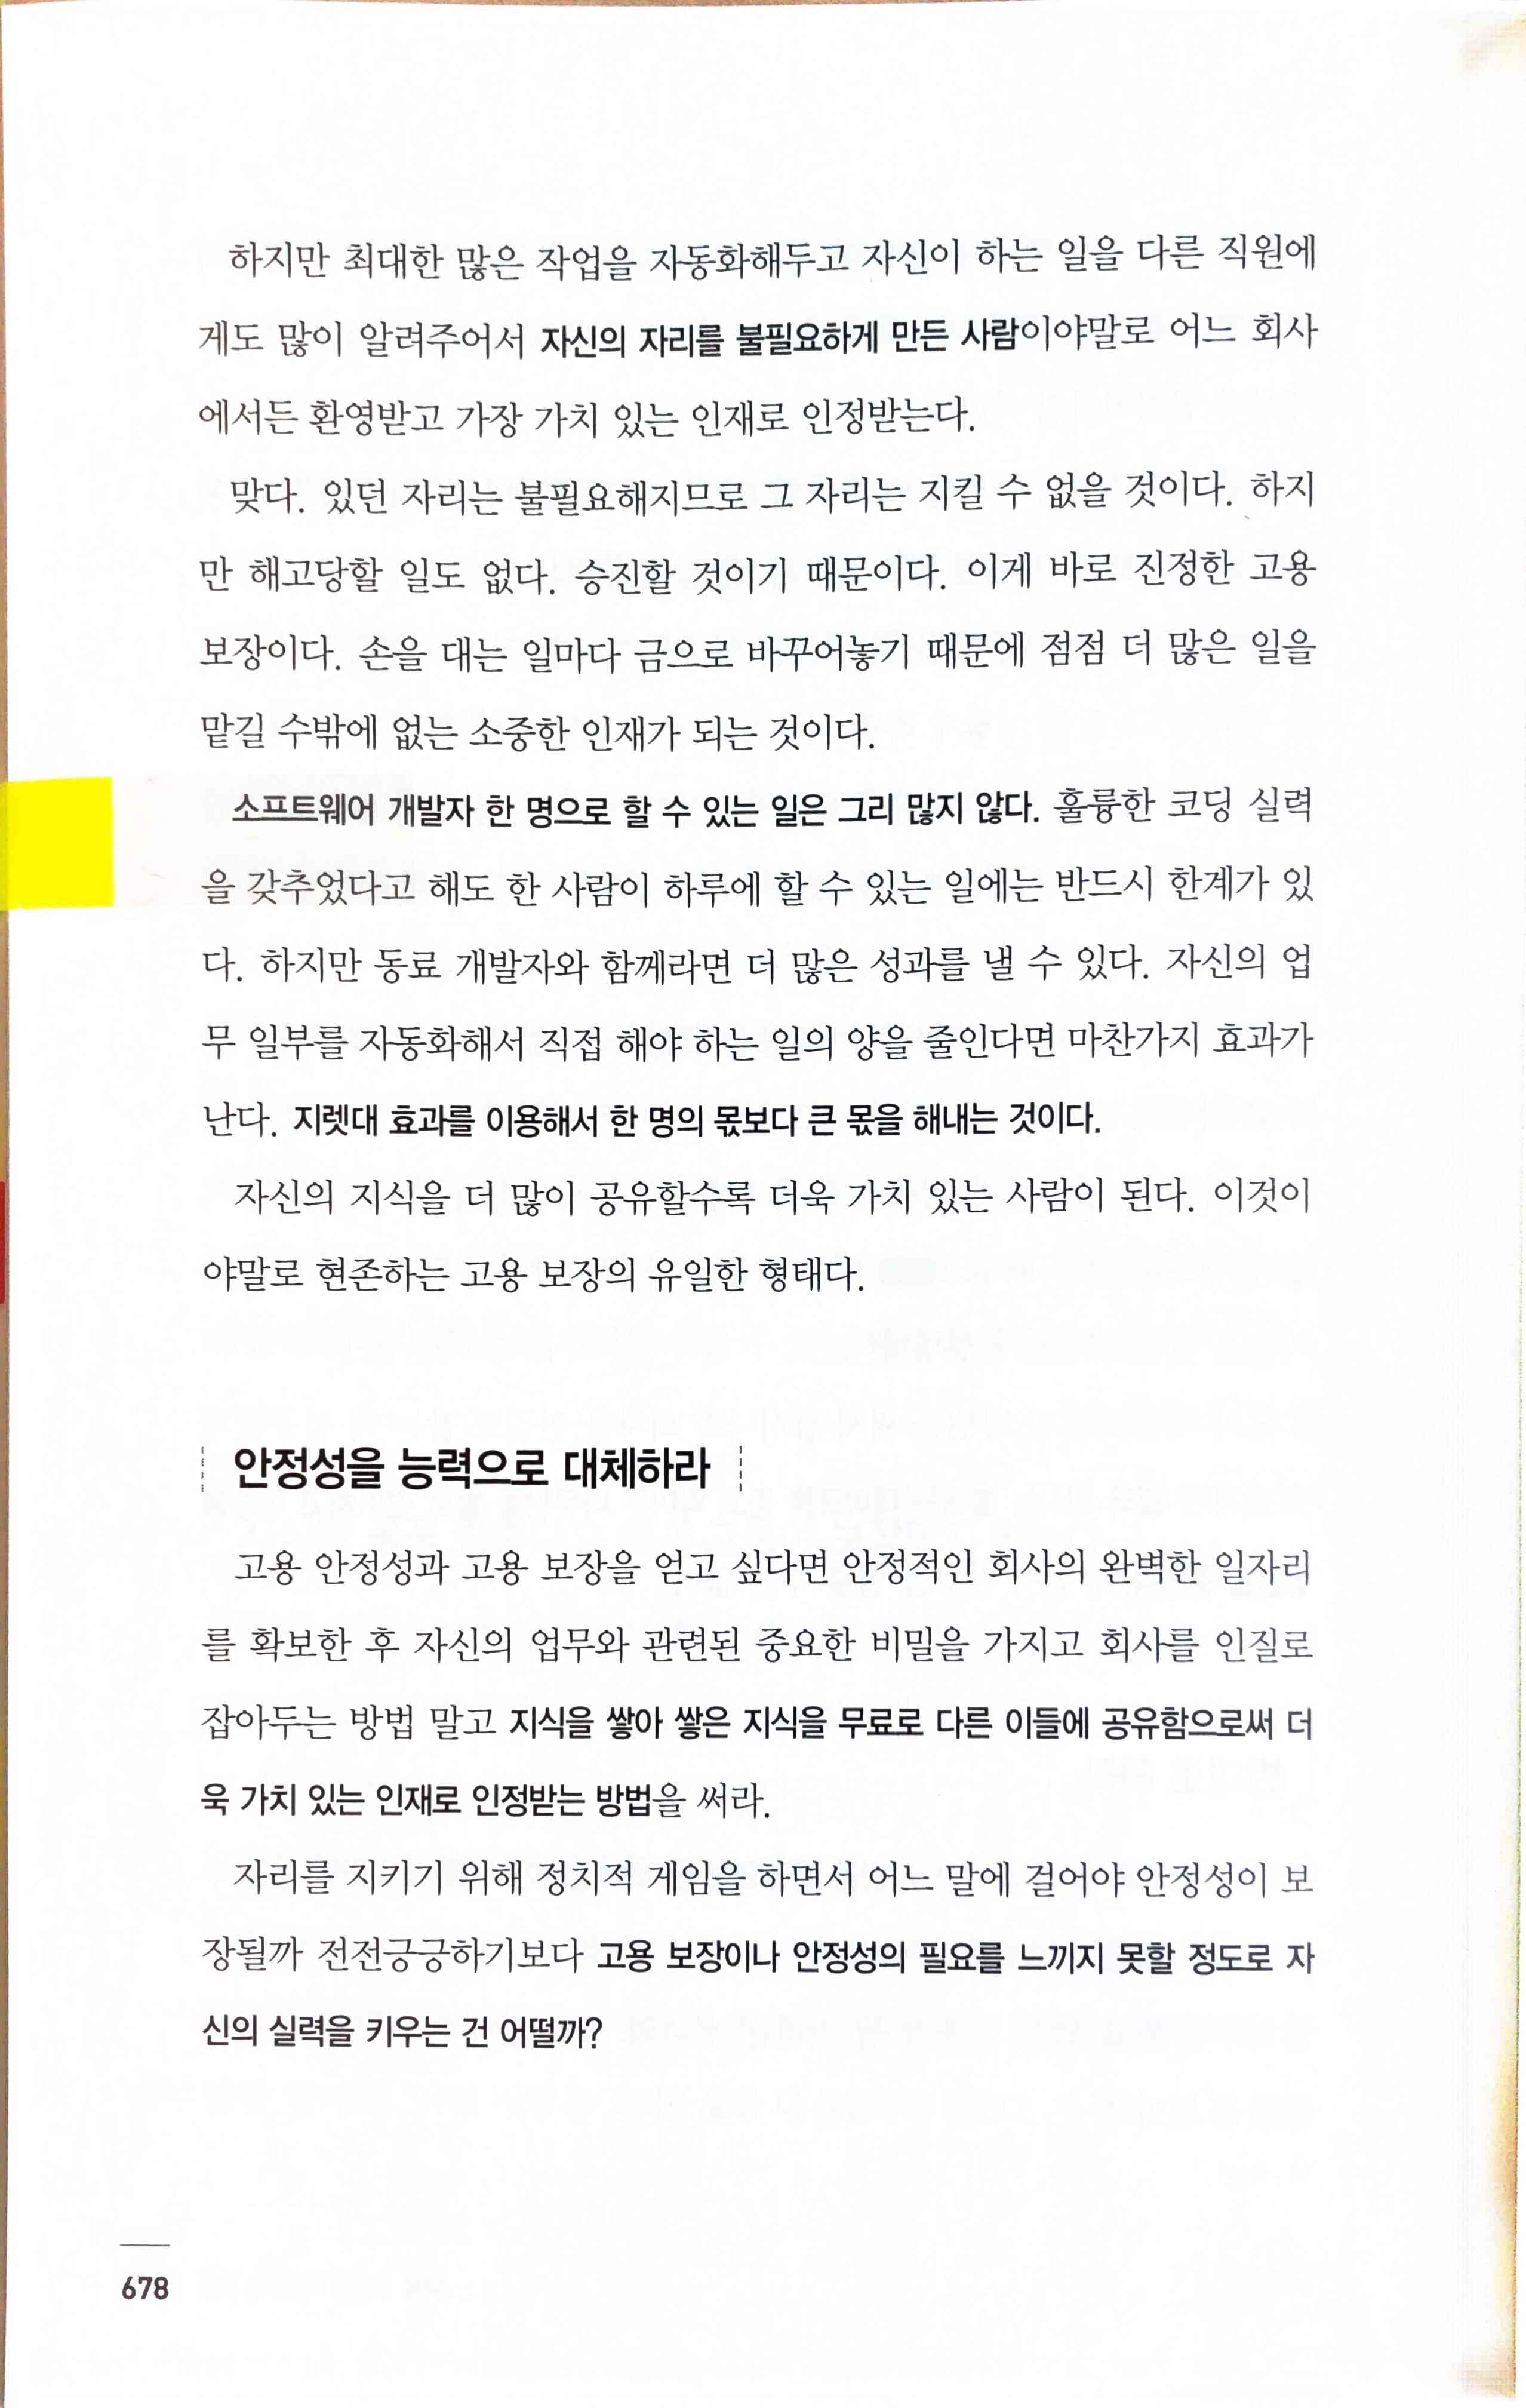 하지만 최대한 많은 작업을 자동화해두고 자신이 하는 일을 다른 직원에
게도 많이 알려주어서 자신의 자리를 불필요하게 만든 사람이야말로 어느 회사
에서든 환영받고 가장 가치 있는 인재로 인정받는다.
맞다. 있던 자리는 불필요해지므로 그 자리는 지킬 수 없을 것이다. 하지
만 해고당할 일도 없다. 승진할 것이기 때문이다. 이게 바로 진정한 고용
보장이다. 손을 대는 일마다 금으로 바꾸어놓기 때문에 점점 더 많은 일을
맡길 수밖에 없는 소중한 인재가 되는 것이다.
소프트웨어 개발자 한 명으로 할 수 있는 일은 그리 많지 않다. 훌륭한 코딩 실력
을 갖추었다고 해도 한 사람이 하루에 할 수 있는 일에는 반드시 한계가 있
다. 하지만 동료 개발자와 함께라면 더 많은 성과를 낼 수 있다. 자신의 업
무 일부를 자동화해서 직접 해야 하는 일의 양을 줄인다면 마찬가지 효과가
난다. 지렛대 효과를 이용해서 한 명의 몫보다 큰 몫을 해내는 것이다.
자신의 지식을 더 많이 공유할수록 더욱 가치 있는 사람이 된다. 이것이
야말로 현존하는 고용 보장의 유일한 형태다.
안정성을 능력으로 대체하라
고용 안정성과 고용 보장을 얻고 싶다면 안정적인 회사의 완벽한 일자리
를 확보한 후 자신의 업무와 관련된 중요한 비밀을 가지고 회사를 인질로
잡아두는 방법 말고 지식을 쌓아 쌓은 지식을 무료로 다른 이들에 공유함으로써 더
욱 가치 있는 인재로 인정받는 방법을 써라.
자리를 지키기 위해 정치적 게임을 하면서 어느 말에 걸어야 안정성이 보
장될까 전전긍긍하기보다 고용 보장이나 안정성의 필요를 느끼지 못할 정도로 자
신의 실력을 키우는 건 어떨까?
678